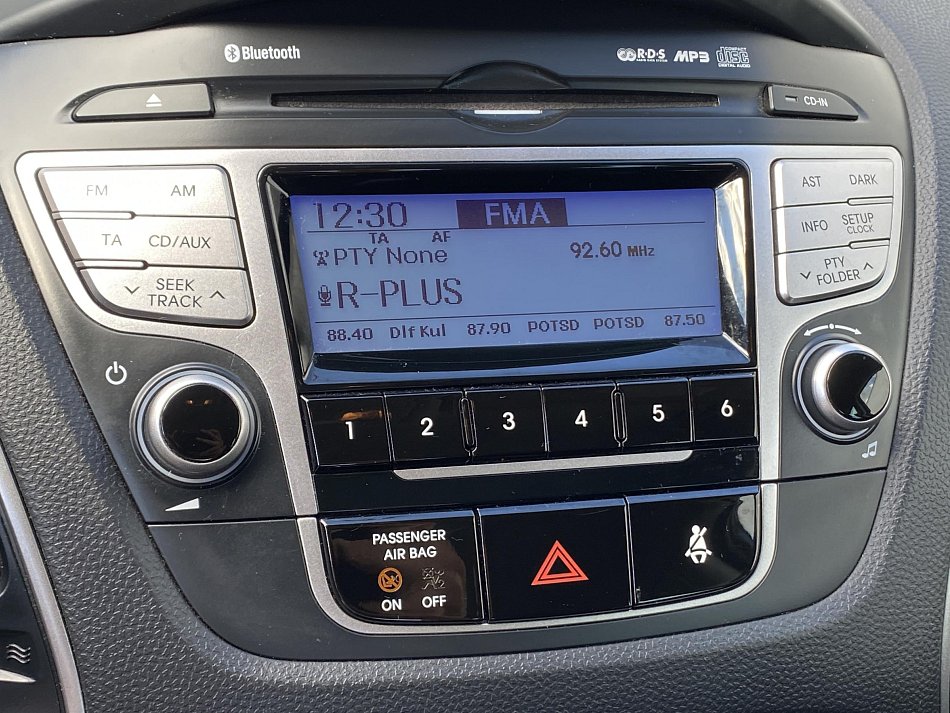 Bluetooth
R·D·S MP3 COMPACT disc DIGITAL AUDIO
CD-IN
FM AM
TA CD/AUX
SEEK
TRACK
12:30 FMA
TA AF
PTY None 92.60 MHz
R-PLUS
88.40 Dlf Kul 87.90 POTSD POTSD 87.50
AST DARK
INFO SETUP
CLOCK
PTY
FOLDER
1 2 3 4 5 6
PASSENGER
AIR BAG
ON OFF